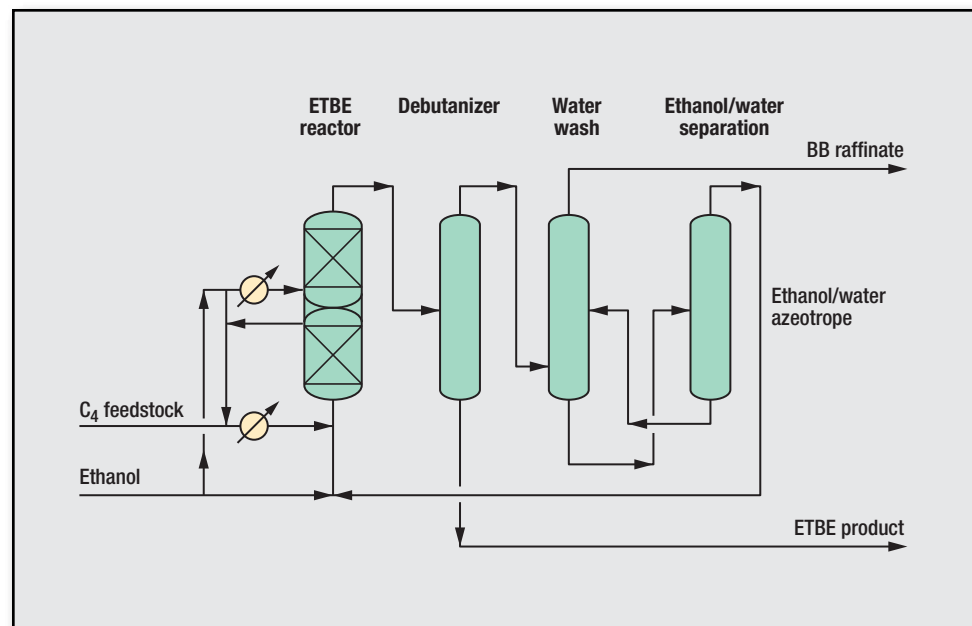 ETBE
reactor
Debutanizer
Water
wash
Ethanol/water
separation
BB raffinate
Ethanol/water
azeotrope
C₄ feedstock
Ethanol
ETBE product